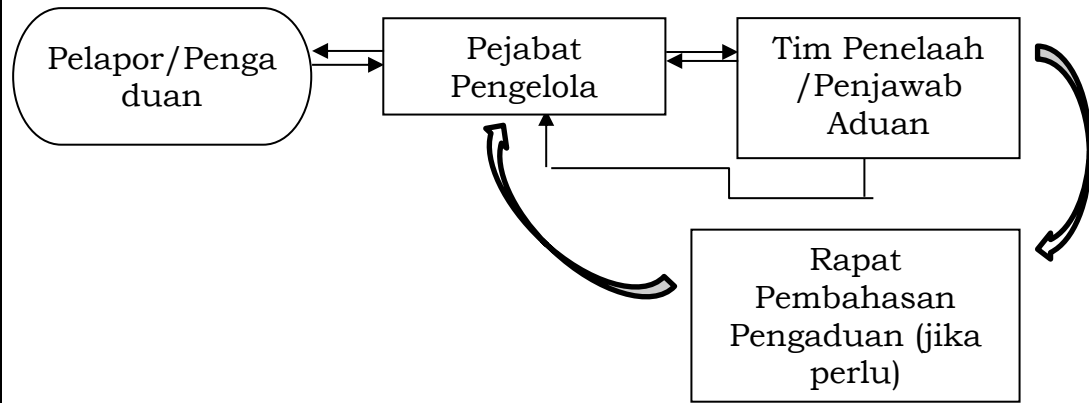 Pelapor/Penga
duan
Pejabat
Pengelola
Tim Penelaah
/Penjawab
Aduan
Rapat
Pembahasan
Pengaduan (jika
perlu)